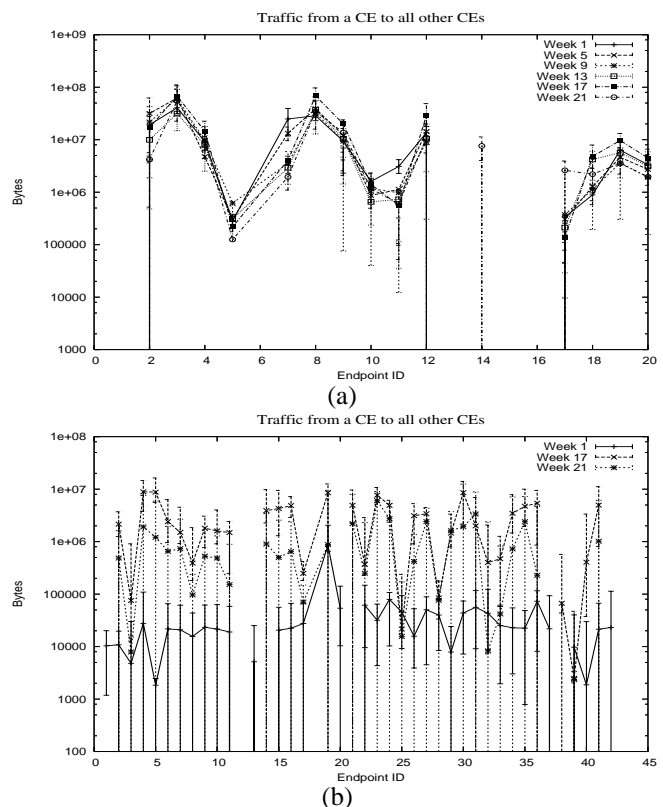 Traffic from a CE to all other CEs
1e+09
1e+08
1e+07
1e+06
100000
10000
1000
Bytes
Week 1
Week 5
Week 9
Week 13
Week 17
Week 21
0 2 4 6 8 10 12 14 16 18 20
Endpoint ID
(a)
Traffic from a CE to all other CEs
1e+08
1e+07
1e+06
100000
10000
1000
100
Bytes
Week 1
Week 17
Week 21
0 5 10 15 20 25 30 35 40 45
Endpoint ID
(b)